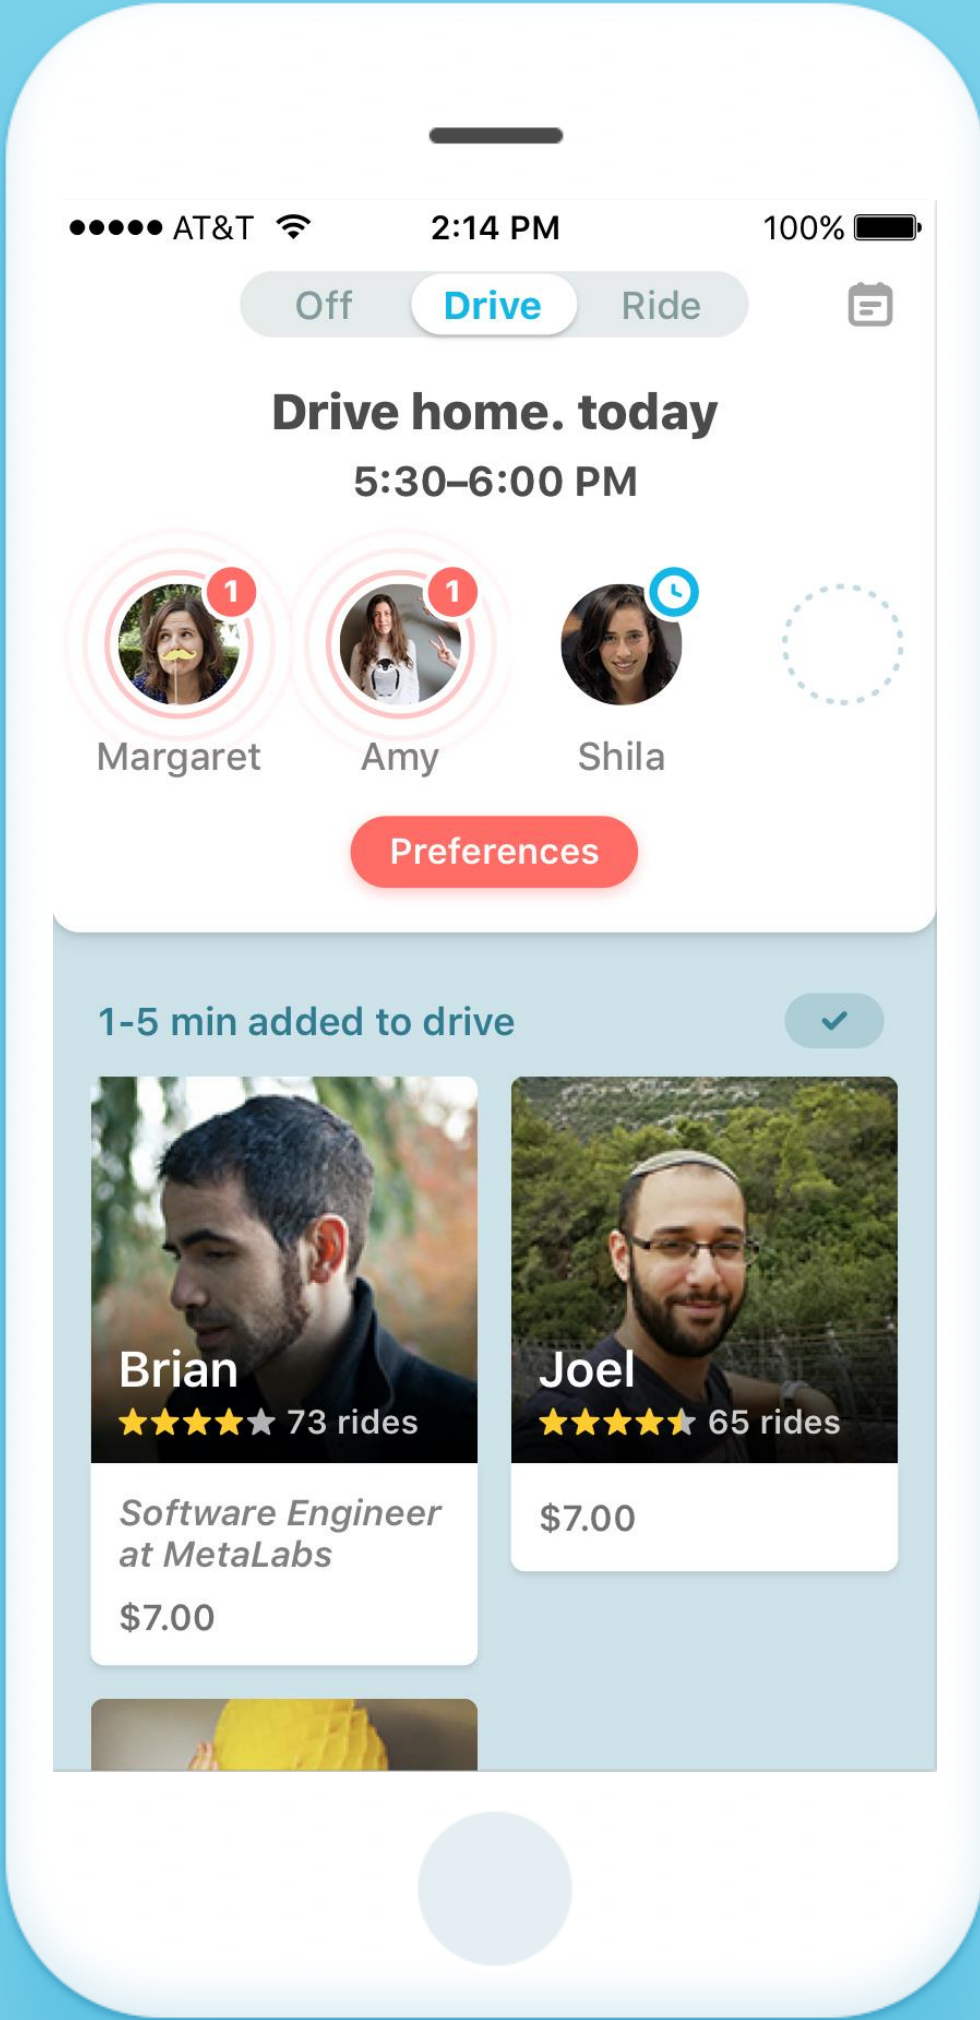 AT&T 2:14 PM 100%
Off Drive Ride
Drive home. today
5:30–6:00 PM
1 1
Margaret Amy Shila
Preferences
1-5 min added to drive
Brian
73 rides
Software Engineer
at MetaLabs
$7.00
Joel
65 rides
$7.00